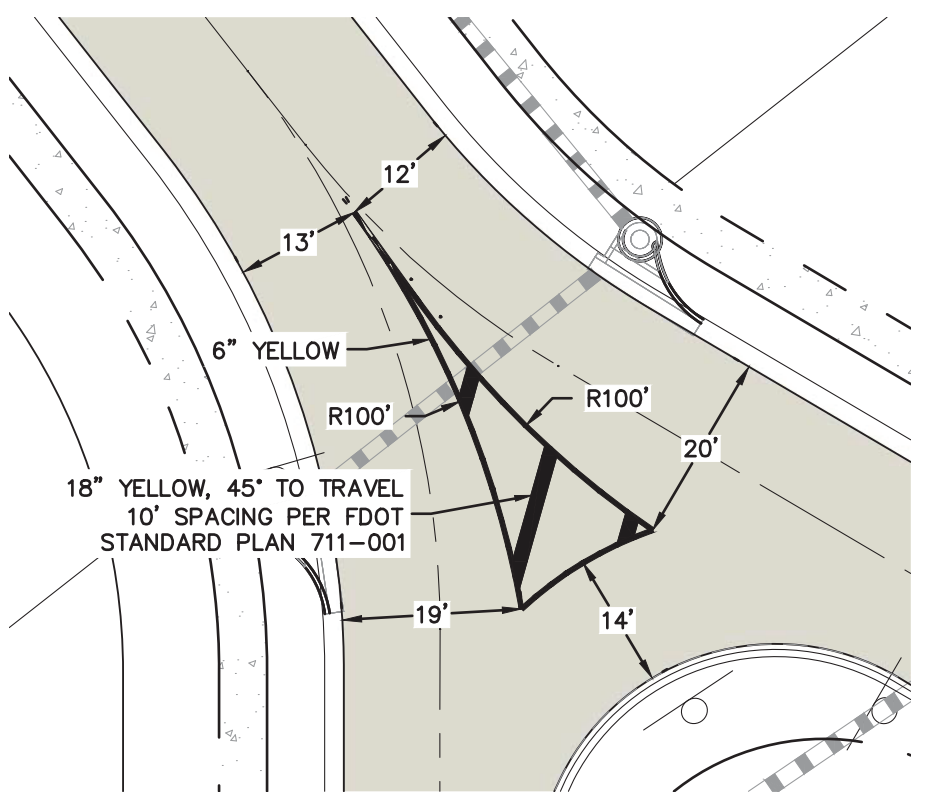 12'
13'
6" YELLOW
R100'
R100'
20'
18" YELLOW, 45° TO TRAVEL
10' SPACING PER FDOT
STANDARD PLAN 711-001
19'
14'